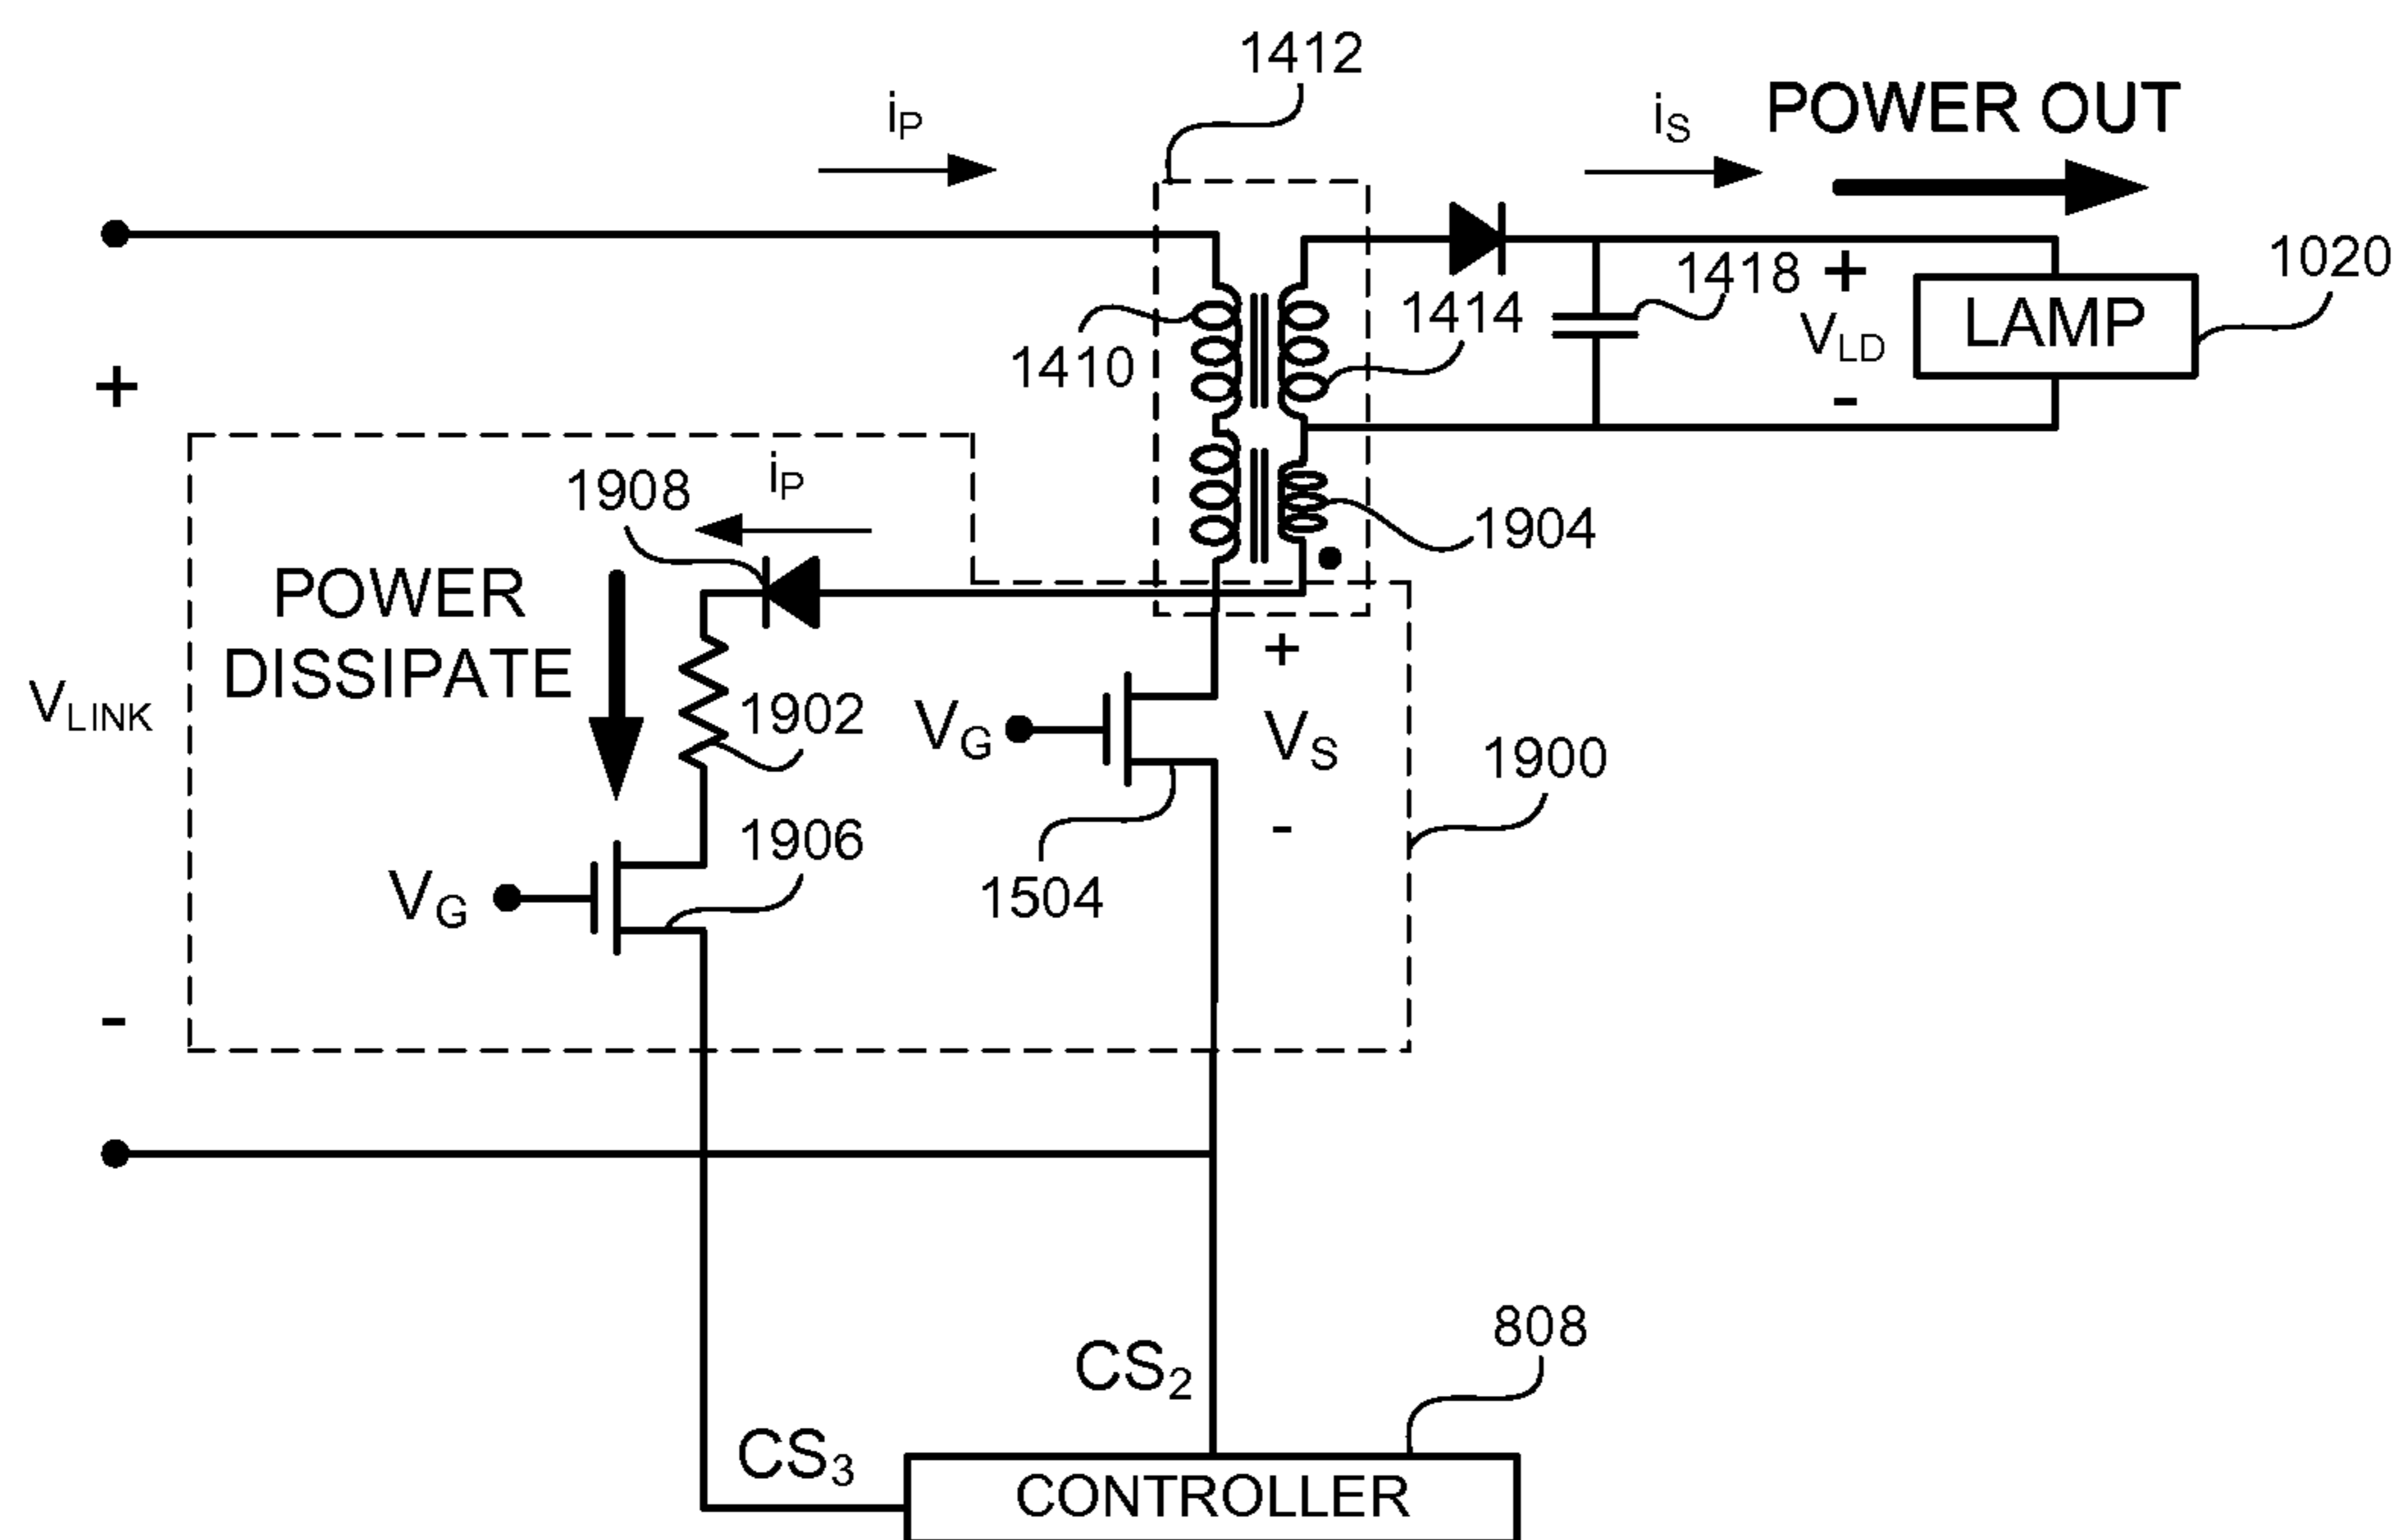 1412
iP
iS
POWER OUT
1020
1418
+
1414
LAMP
VLD
1410
-
+
iP
1908
1904
POWER
DISSIPATE
+
VLINK
1902
VG
VS
1900
1906
-
VG
1504
-
CS2
808
CS3
CONTROLLER